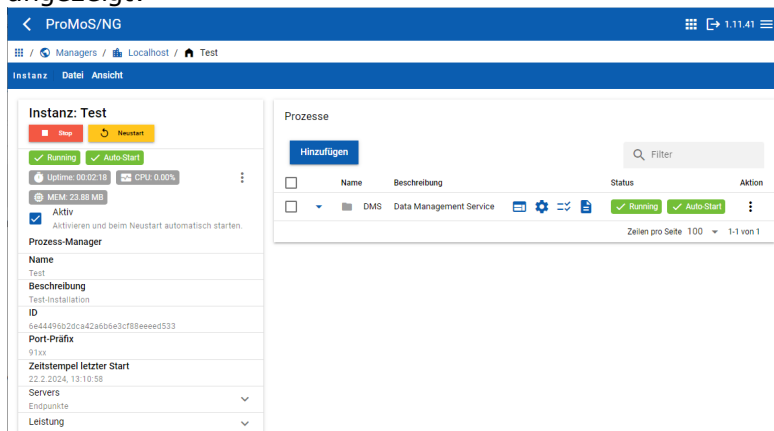 angezeigt.
ProMoS/NG
1.11.41
/ Managers / Localhost / Test
Instanz Datei Ansicht
Instanz: Test
Stop Neustart
Running Auto-Start
Uptime: 00:02:18 CPU: 0.00%
MEM: 23.88 MB
Aktiv
Aktivieren und beim Neustart automatisch starten.
Prozess-Manager
Name
Test
Beschreibung
Test-Installation
ID
6e44496b2dca42a6b6e3cf88eeeed533
Port-Präfix
91xx
Zeitstempel letzter Start
22.2.2024, 13:10:58
Servers
Endpunkte
Leistung
Prozesse
Hinzufügen
Filter
Name Beschreibung Status Aktion
DMS Data Management Service Running Auto-Start
Zeilen pro Seite 100 1-1 von 1